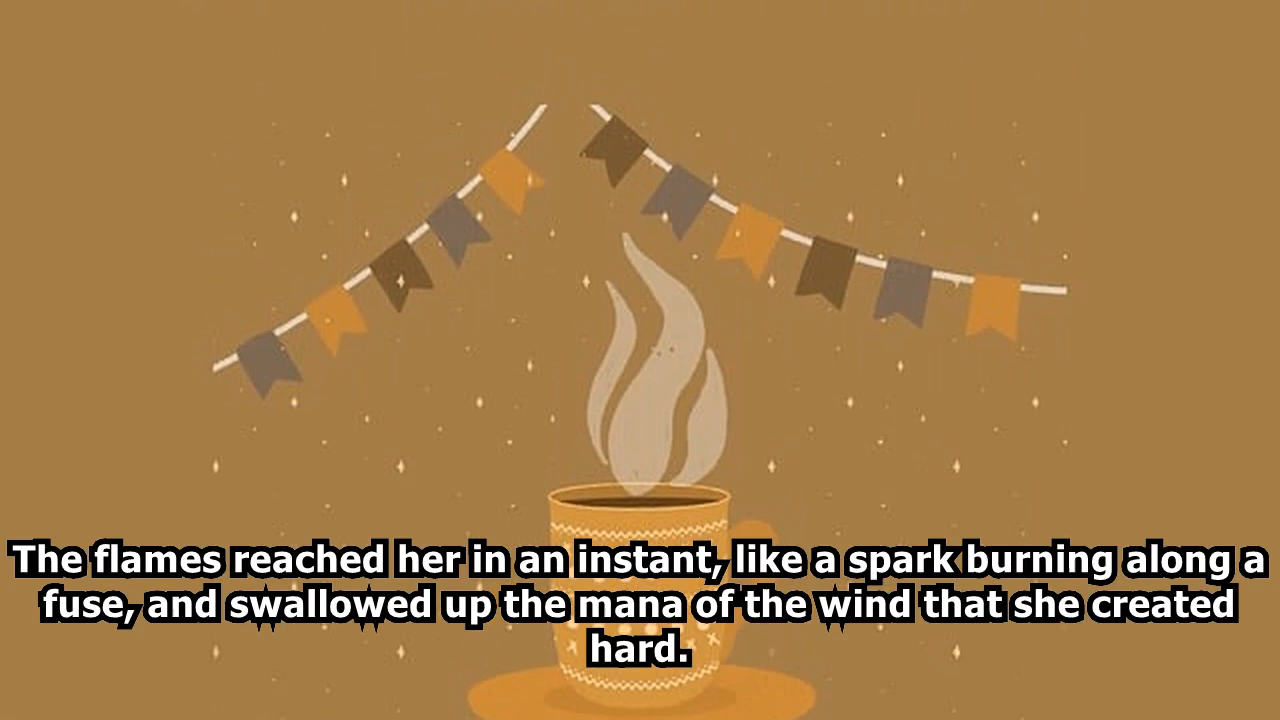 The flames reached her in an instant, like a spark burning along a
fuse, and swallowed up the mana of the wind that she created
hard.